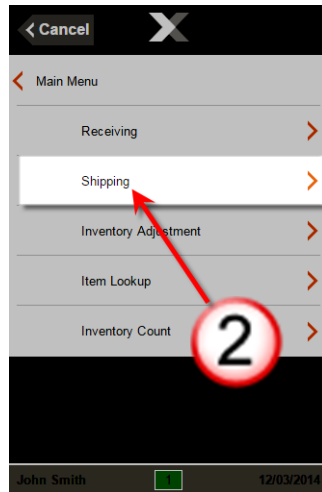 Cancel
Main Menu
Receiving
Shipping
Inventory Adjustment
Item Lookup
Inventory Count
2
John Smith 1 12/03/2014